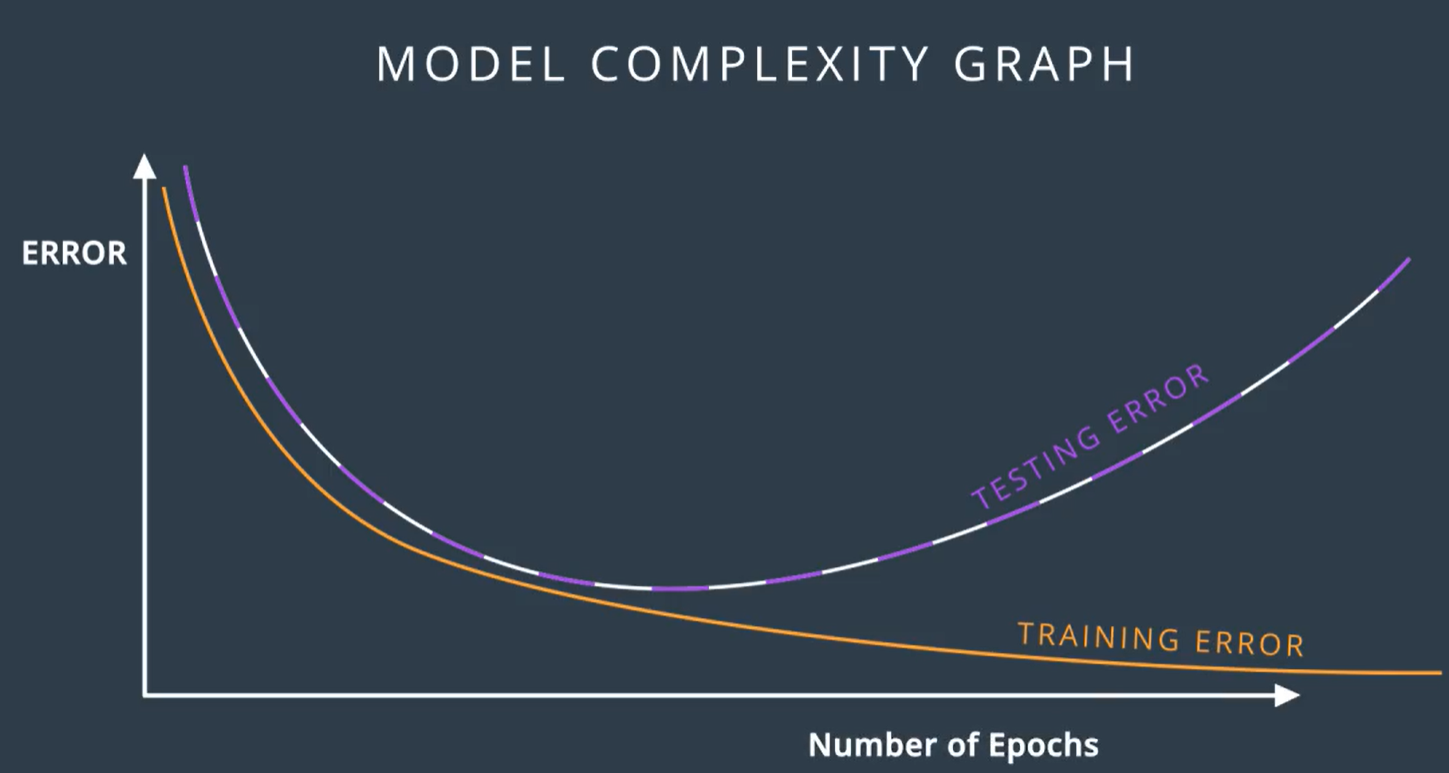 MODEL COMPLEXITY GRAPH
ERROR
TESTING ERROR
TRAINING ERROR
Number of Epochs